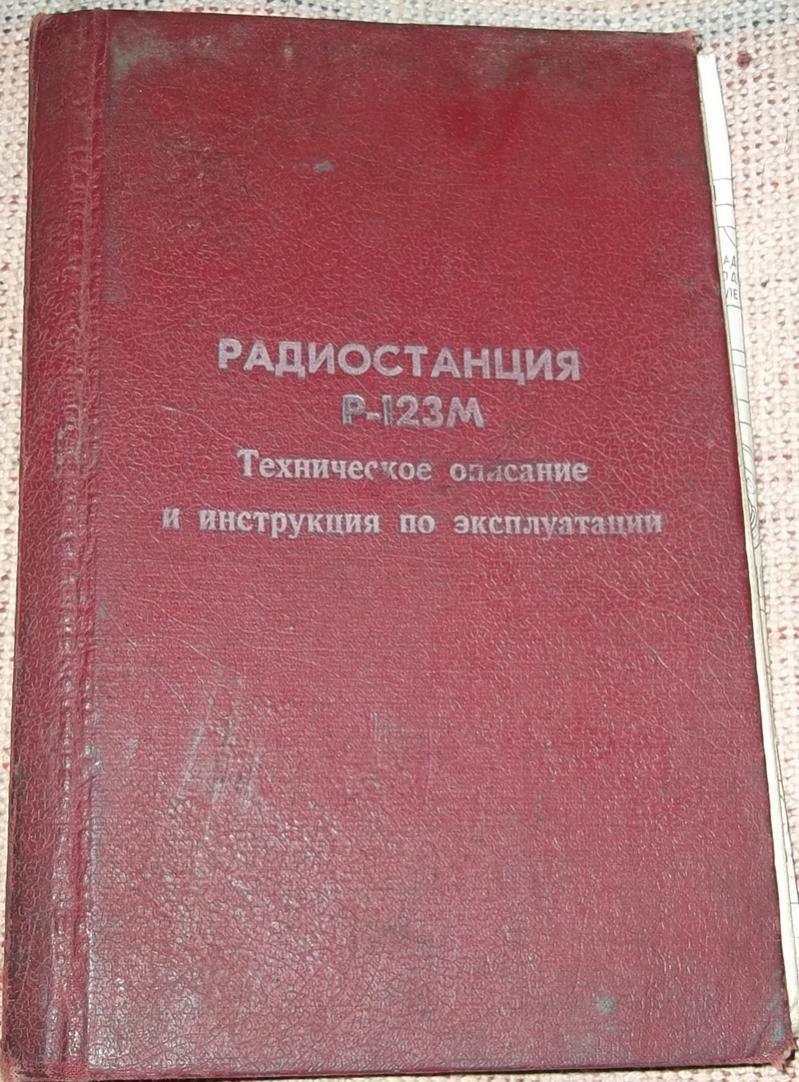 РАДИОСТАНЦИЯ
Р-123М
Техническое описание
и инструкция по эксплуатации